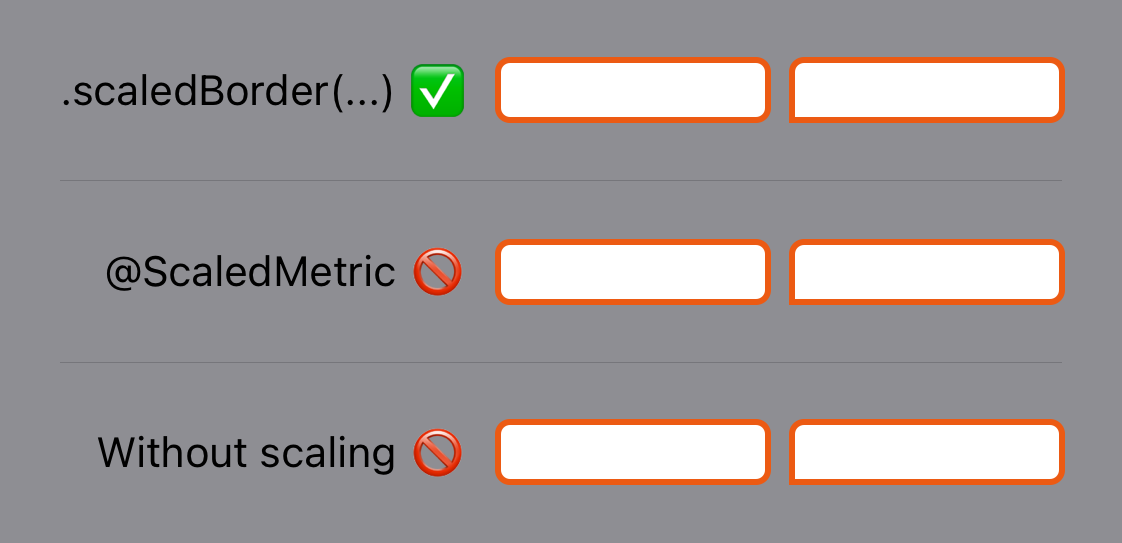 .scaledBorder(...) ✅
@ScaledMetric 🚫
Without scaling 🚫